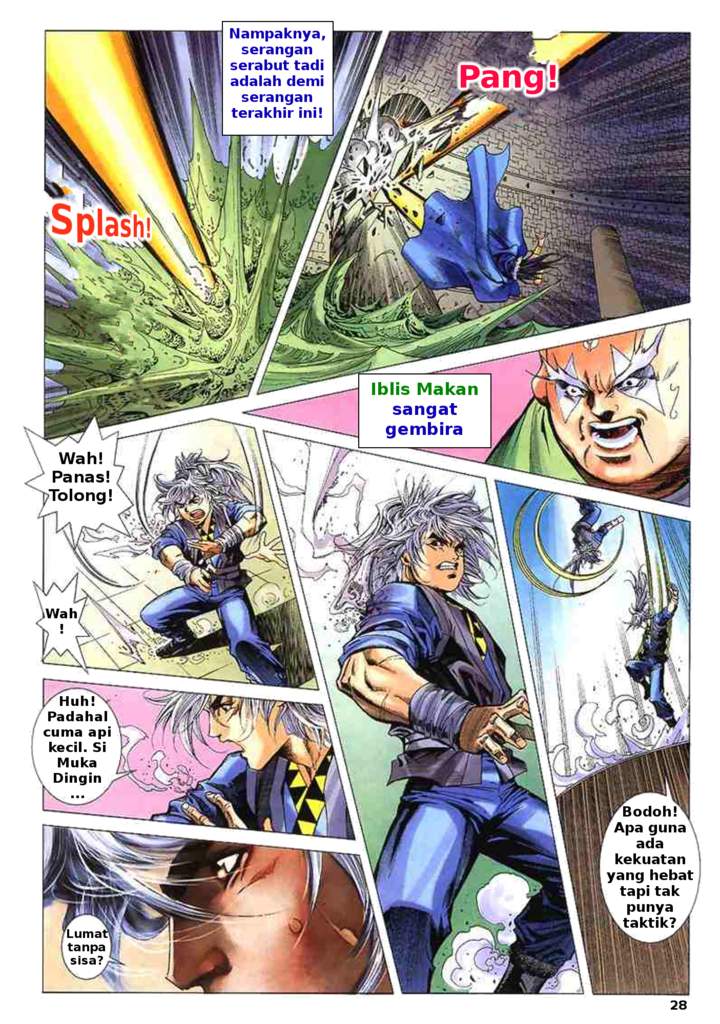 Nampaknya,
serangan
serabut tadi
adalah demi
serangan
terakhir ini!
Pang!
Splash!
Iblis Makan
sangat
gembira
Wah!
Panas!
Tolong!
Wah
!
Huh!
Padahal
cuma api
kecil. Si
Muka
Dingin
...
Bodoh!
Apa guna
ada
kekuatan
yang hebat
tapi tak
punya
taktik?
Lumat
tanpa
sisa?
28